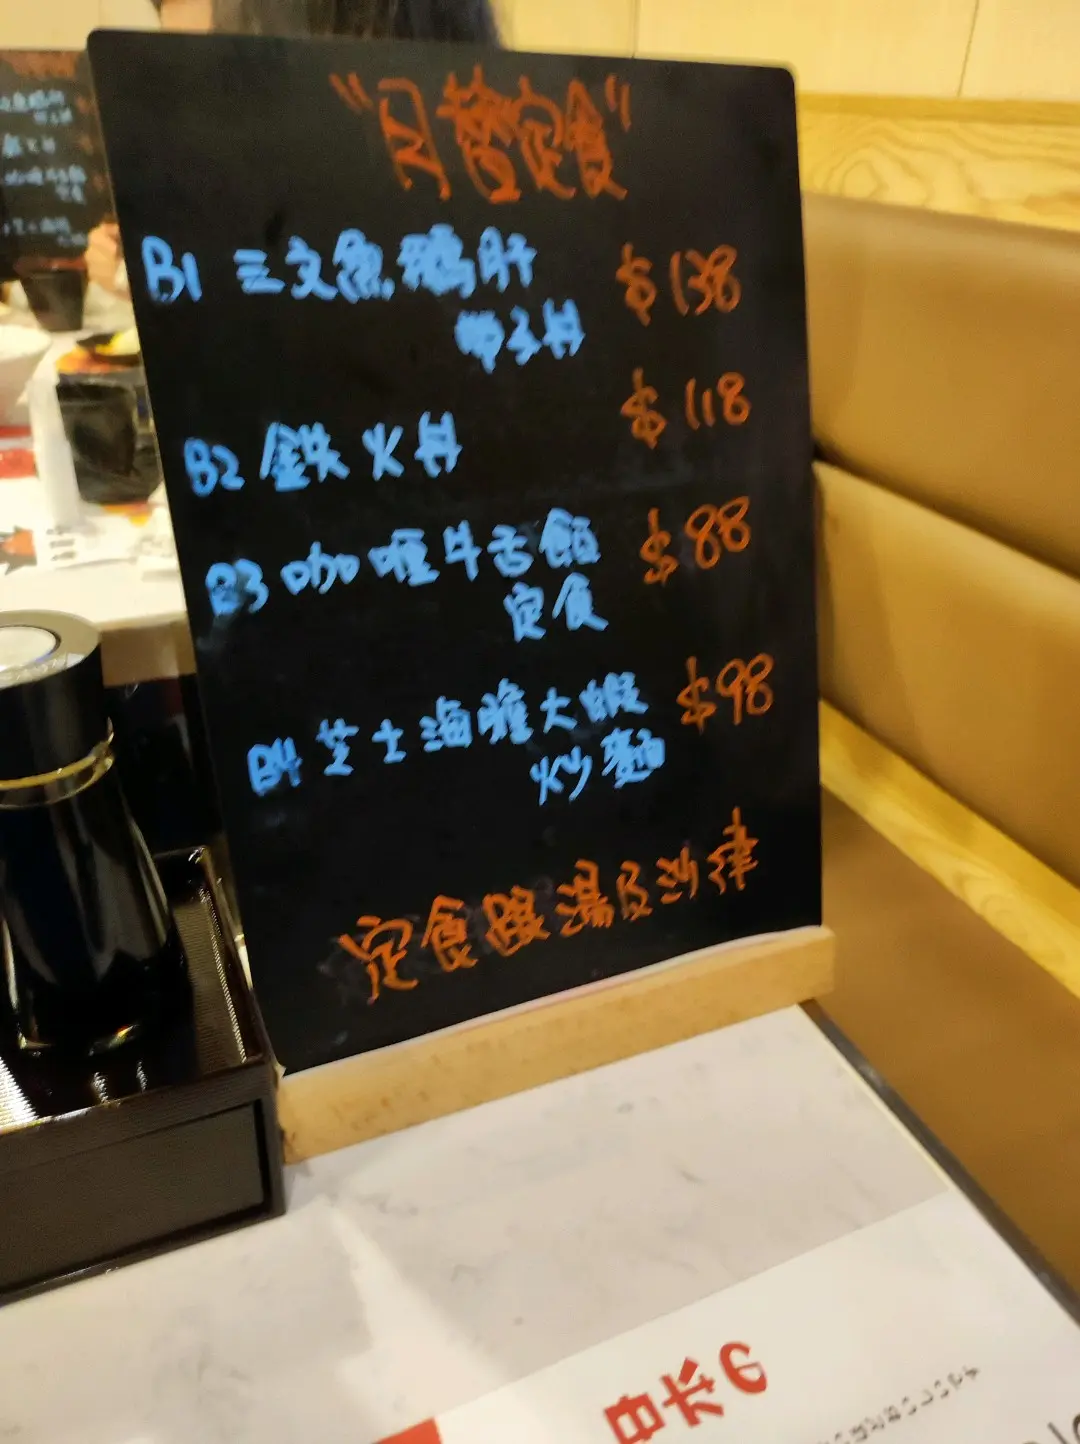 "月替定食"
B1 三文魚鵝肝 $138
帶子丼
B2 鉄火丼 $118
B3 咖喱牛舌飯 $88
定食
B4 芝士海膽大蝦 $98
炒麵
定食跟湯及沙律